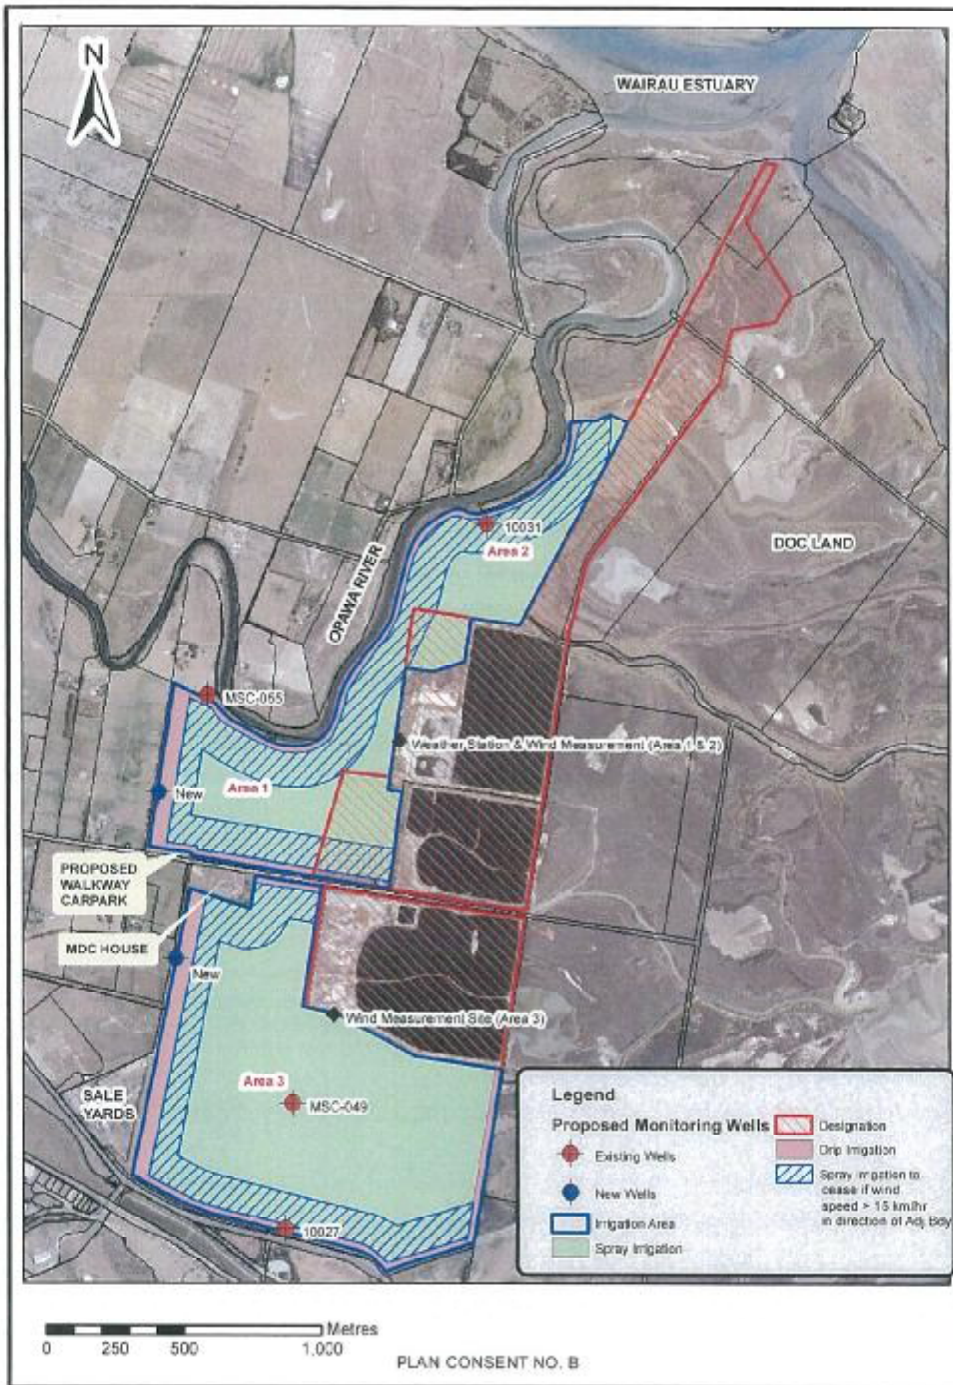 N
WAIRAU ESTUARY
DOC LAND
OPAWA RIVER
10031
Area 2
MSC-065
Weather Station & Wind Measurement (Area 1 & 2)
Area 1
New
PROPOSED
WALKWAY
CARPARK
MDC HOUSE
New
Wind Measurement Site (Area 3)
Area 3
MSC-049
SALE
YARDS
10027
Legend
Proposed Monitoring Wells
Existing Wells
New Wells
Irrigation Area
Spray Irrigation
Designation
Drip Irrigation
Spray Irrigation to
cease if wind
speed > 15 km/hr
in direction of Adj Bdy
Metres
0 250 500 1,000
PLAN CONSENT NO. B